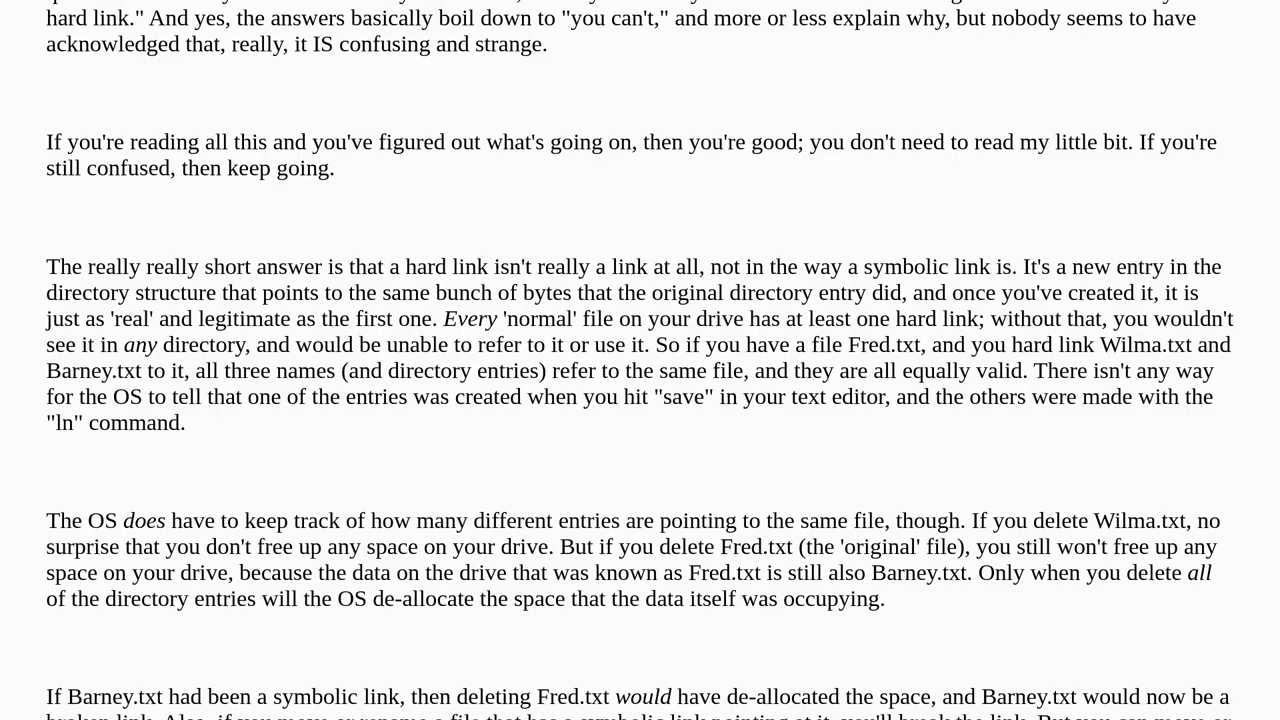 hard link." And yes, the answers basically boil down to "you can't," and more or less explain why, but nobody seems to have
acknowledged that, really, it IS confusing and strange.
If you're reading all this and you've figured out what's going on, then you're good; you don't need to read my little bit. If you're
still confused, then keep going.
The really really short answer is that a hard link isn't really a link at all, not in the way a symbolic link is. It's a new entry in the
directory structure that points to the same bunch of bytes that the original directory entry did, and once you've created it, it is
just as 'real' and legitimate as the first one. Every 'normal' file on your drive has at least one hard link; without that, you wouldn't
see it in any directory, and would be unable to refer to it or use it. So if you have a file Fred.txt, and you hard link Wilma.txt and
Barney.txt to it, all three names (and directory entries) refer to the same file, and they are all equally valid. There isn't any way
for the OS to tell that one of the entries was created when you hit "save" in your text editor, and the others were made with the
"ln" command.
The OS does have to keep track of how many different entries are pointing to the same file, though. If you delete Wilma.txt, no
surprise that you don't free up any space on your drive. But if you delete Fred.txt (the 'original' file), you still won't free up any
space on your drive, because the data on the drive that was known as Fred.txt is still also Barney.txt. Only when you delete all
of the directory entries will the OS de-allocate the space that the data itself was occupying.
If Barney.txt had been a symbolic link, then deleting Fred.txt would have de-allocated the space, and Barney.txt would now be a